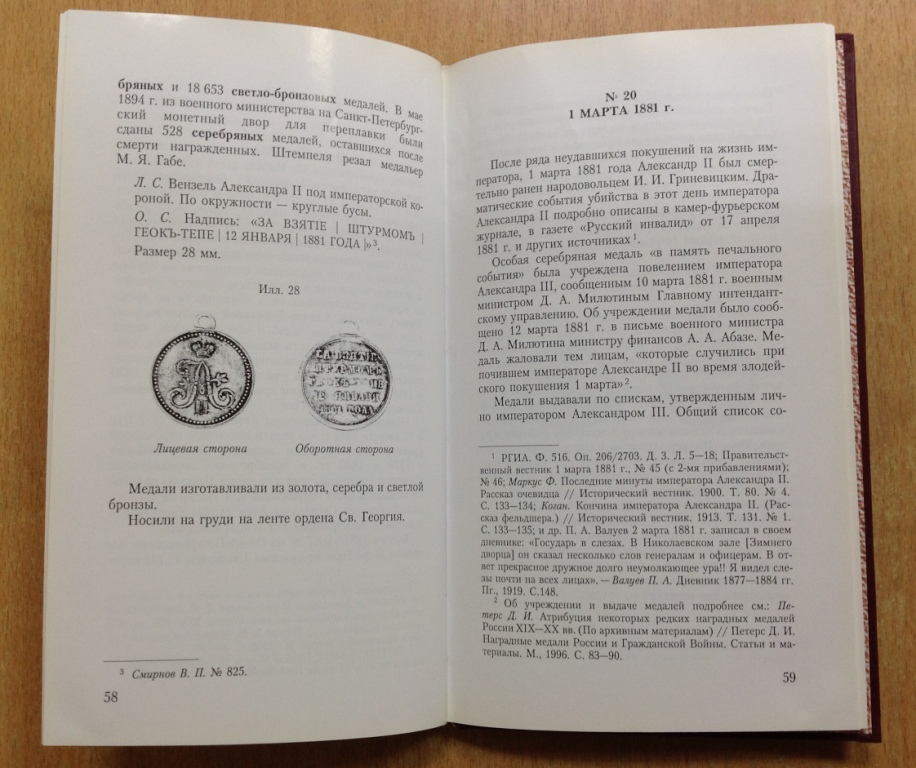 бряных и 18 653 светло-бронзовых медалей. В мае
1894 г. из военного министерства на Санкт-Петербург-
ский монетный двор для переплавки были
сданы 528 серебряных медалей, оставшихся после
смерти награжденных. Штемпеля резал медальер
М. Я. Габе.
Л. С. Вензель Александра II под императорской ко-
роной. По окружности — круглые бусы.
О. С. Надпись: «ЗА ВЗЯТIЕ | ШТУРМОМЪ |
ГЕОКЪ-ТЕПЕ | 12 ЯНВАРЯ | 1881 ГОДА |»³.
Размер 28 мм.
Илл. 28
Лицевая сторона
Оборотная сторона
Медали изготавливали из золота, серебра и светлой
бронзы.
Носили на груди на ленте ордена Св. Георгия.
³ Смирнов В. П. № 825.
58
№ 20
1 МАРТА 1881 г.
После ряда неудавшихся покушений на жизнь им-
ператора, 1 марта 1881 года Александр II был смер-
тельно ранен народовольцем И. И. Гриневицким. Дра-
матические события убийства в этот день императора
Александра II подробно описаны в камер-фурьерском
журнале, в газете «Русский инвалид» от 17 апреля
1881 г. и других источниках¹.
Особая серебряная медаль «в память печального
события» была учреждена повелением императора
Александра III, сообщенным 10 марта 1881 г. военным
министром Д. А. Милютиным Главному интендант-
скому управлению. Об учреждении медали было сооб-
щено 12 марта 1881 г. в письме военного министра
Д. А. Милютина министру финансов А. А. Абазе. Ме-
даль жаловали тем лицам, «которые случились при
почившем императоре Александре II во время злодей-
ского покушения 1 марта»².
Медали выдавали по спискам, утвержденным лич-
но императором Александром III. Общий список со-
¹ РГИА. Ф. 516. Оп. 206/2703. Д. 3. Л. 5—18; Правительст-
венный вестник 1 марта 1881 г., № 45 (с 2-мя прибавлениями);
№ 46; Маркус Ф. Последние минуты императора Александра II.
Рассказ очевидца // Исторический вестник. 1900. Т. 80. № 4.
С. 133—134; Коган. Кончина императора Александра II. (Рас-
сказ фельдшера.) // Исторический вестник. 1913. Т. 131. № 1.
С. 133—135; и др. П. А. Валуев 2 марта 1881 г. записал в своем
дневнике: «Государь в слезах. В Николаевском зале [Зимнего
дворца] он сказал несколько слов генералам и офицерам. В от-
вет прекрасное дружное долго неумолкающее ура!! Я видел сле-
зы почти на всех лицах». — Валуев П. А. Дневник 1877—1884 гг.
Пг., 1919. С.148.
² Об учреждении и выдаче медалей подробнее см.: Пе-
терс Д. И. Атрибуция некоторых редких наградных медалей
России XIX—XX вв. (По архивным материалам) // Петерс Д. И.
Наградные медали России и Гражданской Войны. Статьи и ма-
териалы. М., 1996. С. 83—90.
59